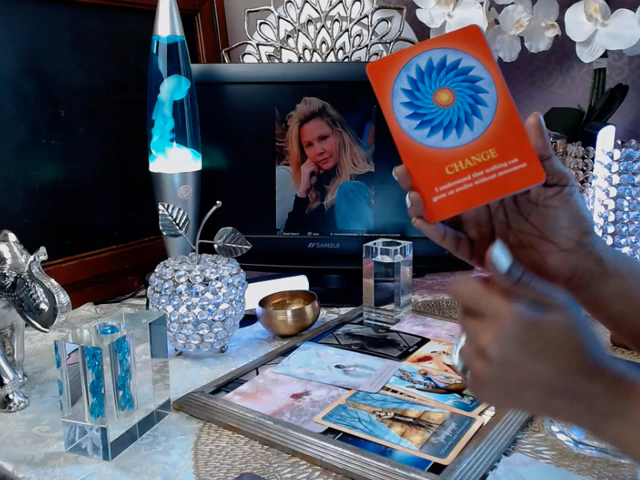 CHANGE
I understand that nothing can
grow or evolve without movement
SANSUI